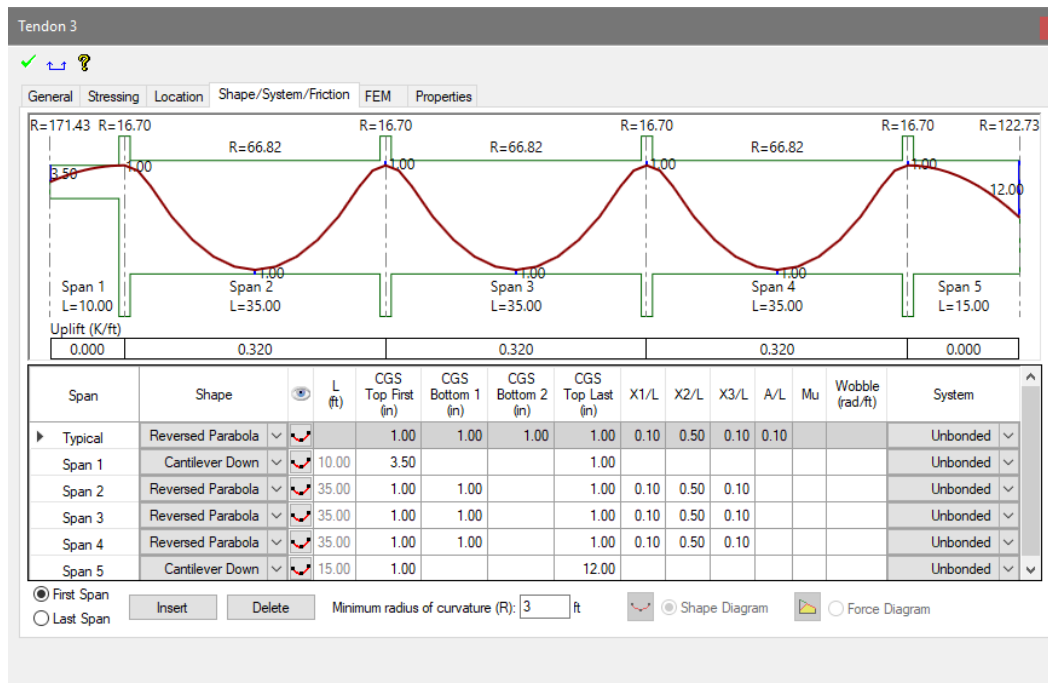 Tendon 3
General Stressing Location Shape/System/Friction FEM Properties
R=171.43 R=16.70 R=16.70 R=16.70 R=16.70 R=122.73
R=66.82 R=66.82 R=66.82
3.50 1.00 1.00 1.00 1.00 12.00
1.00 1.00 1.00
Span 1 Span 2 Span 3 Span 4 Span 5
L=10.00 L=35.00 L=35.00 L=35.00 L=15.00
Uplift (K/ft)
0.000 0.320 0.320 0.320 0.000
Span Shape L (ft) CGS Top First (in) CGS Bottom 1 (in) CGS Bottom 2 (in) CGS Top Last (in) X1/L X2/L X3/L A/L Mu Wobble (rad/ft) System
Typical Reversed Parabola 1.00 1.00 1.00 1.00 0.10 0.50 0.10 0.10 Unbonded
Span 1 Cantilever Down 10.00 3.50 1.00 Unbonded
Span 2 Reversed Parabola 35.00 1.00 1.00 1.00 0.10 0.50 0.10 Unbonded
Span 3 Reversed Parabola 35.00 1.00 1.00 1.00 0.10 0.50 0.10 Unbonded
Span 4 Reversed Parabola 35.00 1.00 1.00 1.00 0.10 0.50 0.10 Unbonded
Span 5 Cantilever Down 15.00 1.00 12.00 Unbonded
First Span
Last Span
Insert Delete Minimum radius of curvature (R): 3 ft Shape Diagram Force Diagram